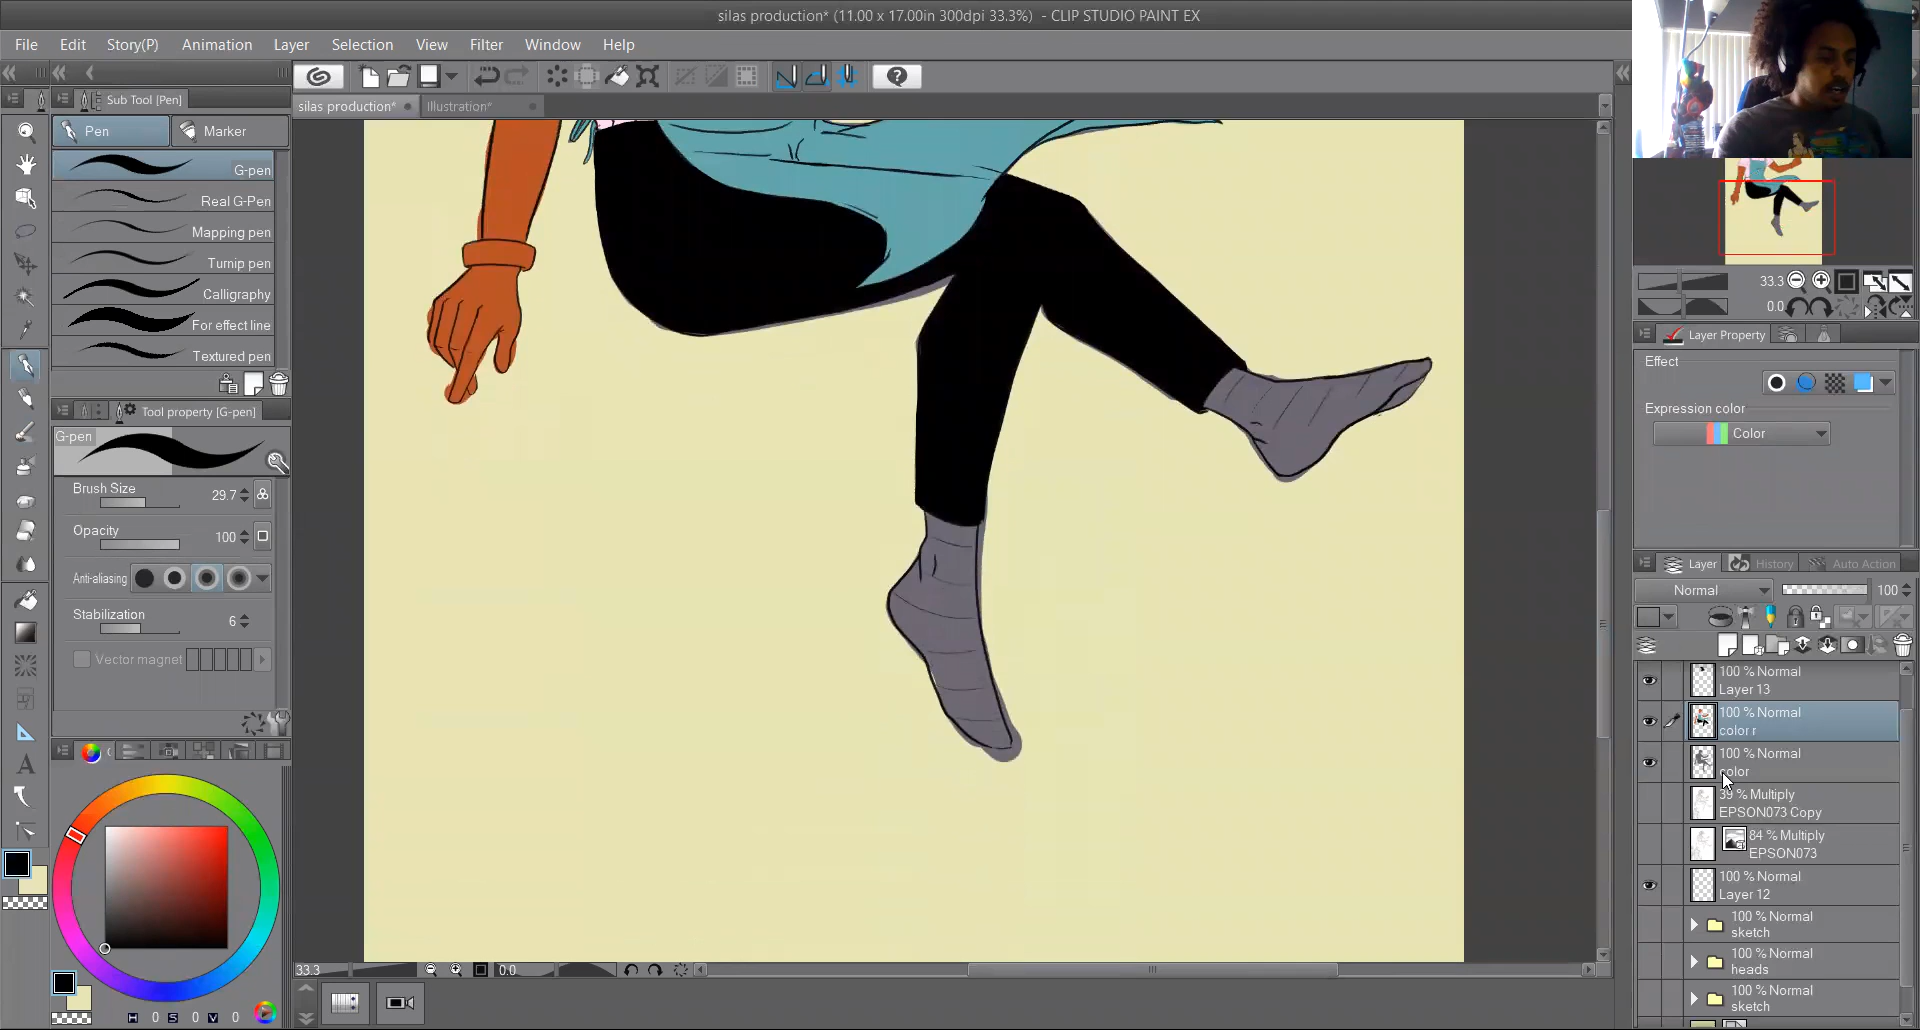 silas production* (11.00 x 17.00in 300dpi 33.3%) - CLIP STUDIO PAINT EX
File Edit Story(P) Animation Layer Selection View Filter Window Help
Sub Tool [Pen]
silas production* Illustration*
Pen Marker
G-pen
Real G-Pen
Mapping pen
Turnip pen
Calligraphy
For effect line
Textured pen
Tool property [G-pen]
G-pen
Brush Size 29.7
Opacity 100
Anti-aliasing
Stabilization 6
Vector magnet
H 0 S 0 V 0
33.3 0.0
33.3
0.0
Layer Property
Effect
Expression color
Color
Layer History Auto Action
Normal 100
100 % Normal
Layer 13
100 % Normal
color r
100 % Normal
color
39 % Multiply
EPSON073 Copy
84 % Multiply
EPSON073
100 % Normal
Layer 12
100 % Normal
sketch
100 % Normal
heads
100 % Normal
sketch